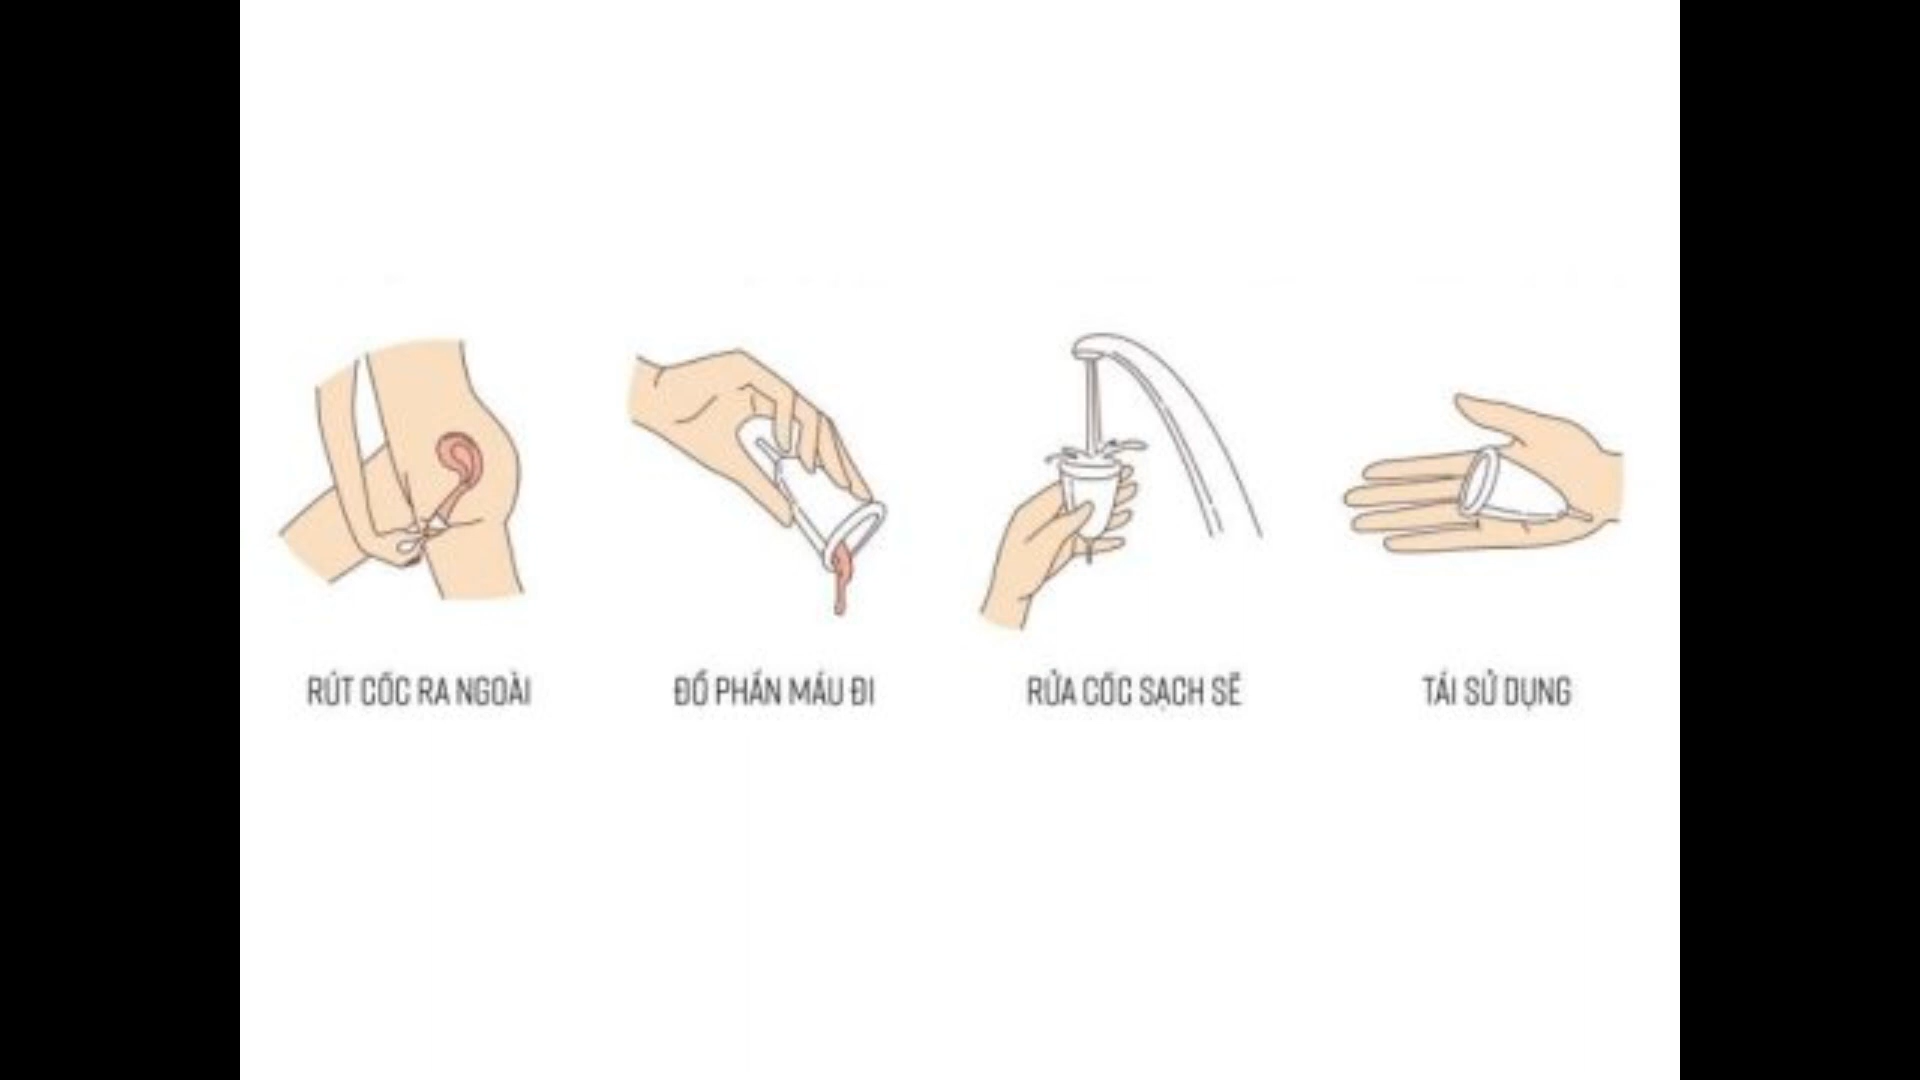 RÚT CỐC RA NGOÀI
ĐỔ PHẦN MÁU ĐI
RỬA CỐC SẠCH SẼ
TÁI SỬ DỤNG